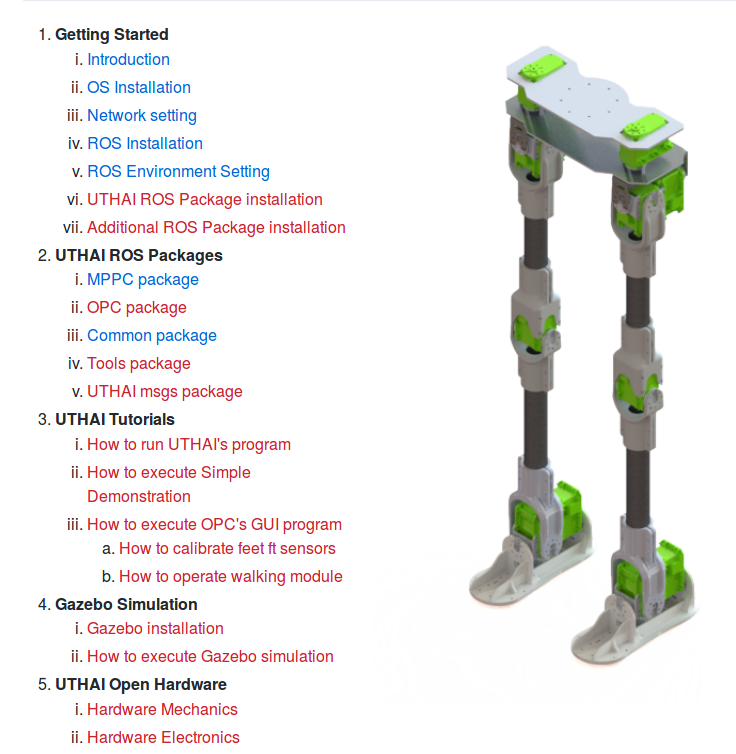 1. Getting Started
i. Introduction
ii. OS Installation
iii. Network setting
iv. ROS Installation
v. ROS Environment Setting
vi. UTHAI ROS Package installation
vii. Additional ROS Package installation
2. UTHAI ROS Packages
i. MPPC package
ii. OPC package
iii. Common package
iv. Tools package
v. UTHAI msgs package
3. UTHAI Tutorials
i. How to run UTHAI's program
ii. How to execute Simple
Demonstration
iii. How to execute OPC's GUI program
a. How to calibrate feet ft sensors
b. How to operate walking module
4. Gazebo Simulation
i. Gazebo installation
ii. How to execute Gazebo simulation
5. UTHAI Open Hardware
i. Hardware Mechanics
ii. Hardware Electronics